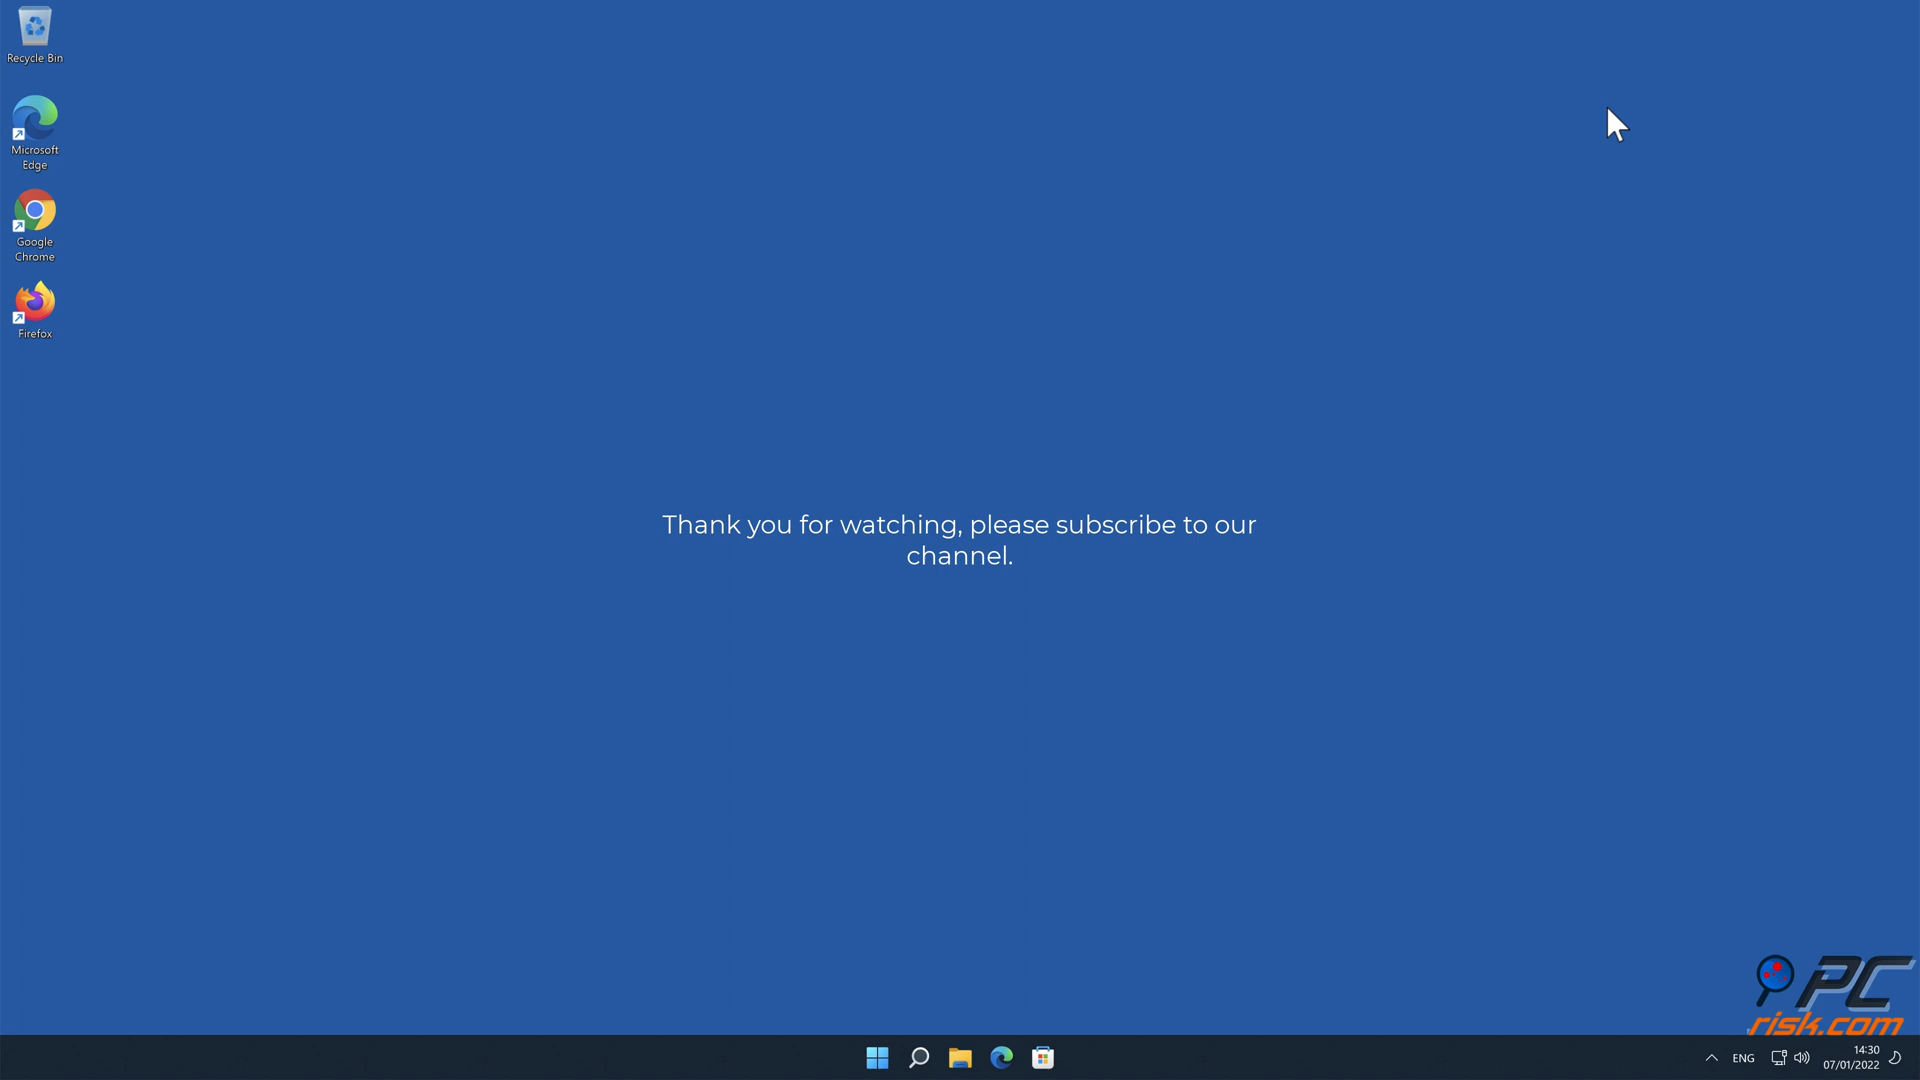 Recycle Bin
Microsoft
Edge
Google
Chrome
Firefox
Thank you for watching, please subscribe to our
channel.
PC
risk.com
ENG
14:30
07/01/2022